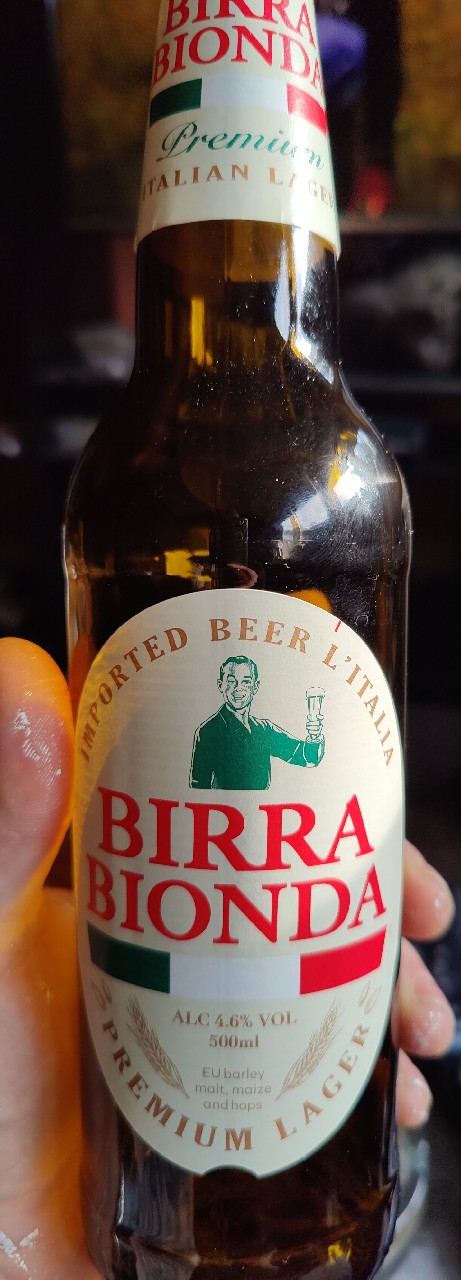 BIRRA
BIONDA
Premium
ITALIAN LAGER
IMPORTED BEER L'ITALIA
BIRRA
BIONDA
ALC 4.6% VOL
500ml
EU barley
malt, maize
and hops
PREMIUM LAGER